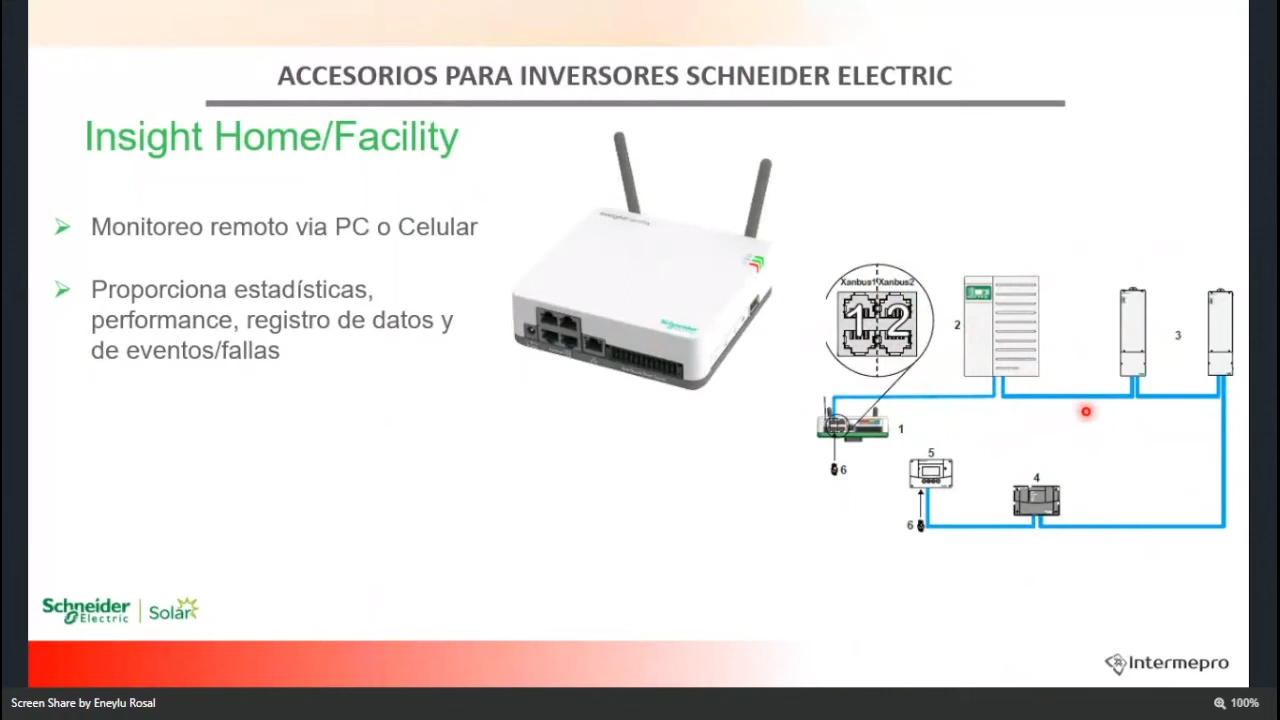 ACCESORIOS PARA INVERSORES SCHNEIDER ELECTRIC
Insight Home/Facility
Monitoreo remoto via PC o Celular
Proporciona estadísticas,
performance, registro de datos y
de eventos/fallas
Schneider
Xanbus1 Xanbus2
1 2
2
3
1
6
5
4
6
Schneider Electric | Solar
Intermepro
Screen Share by Eneylu Rosal
100%